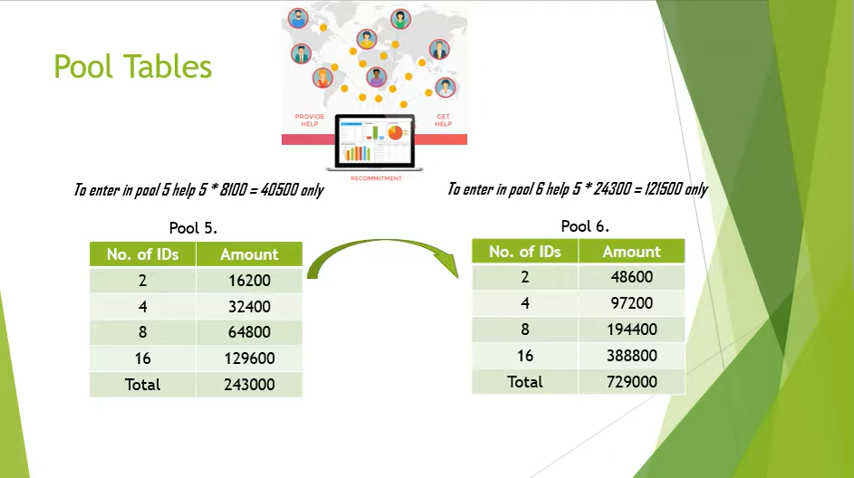 Pool Tables
PROVIDE
HELP
GET
HELP
RECOMMITMENT
To enter in pool 5 help 5 * 8100 = 40500 only
To enter in pool 6 help 5 * 24300 = 121500 only
Pool 5.
No. of IDs Amount
2 16200
4 32400
8 64800
16 129600
Total 243000
Pool 6.
No. of IDs Amount
2 48600
4 97200
8 194400
16 388800
Total 729000